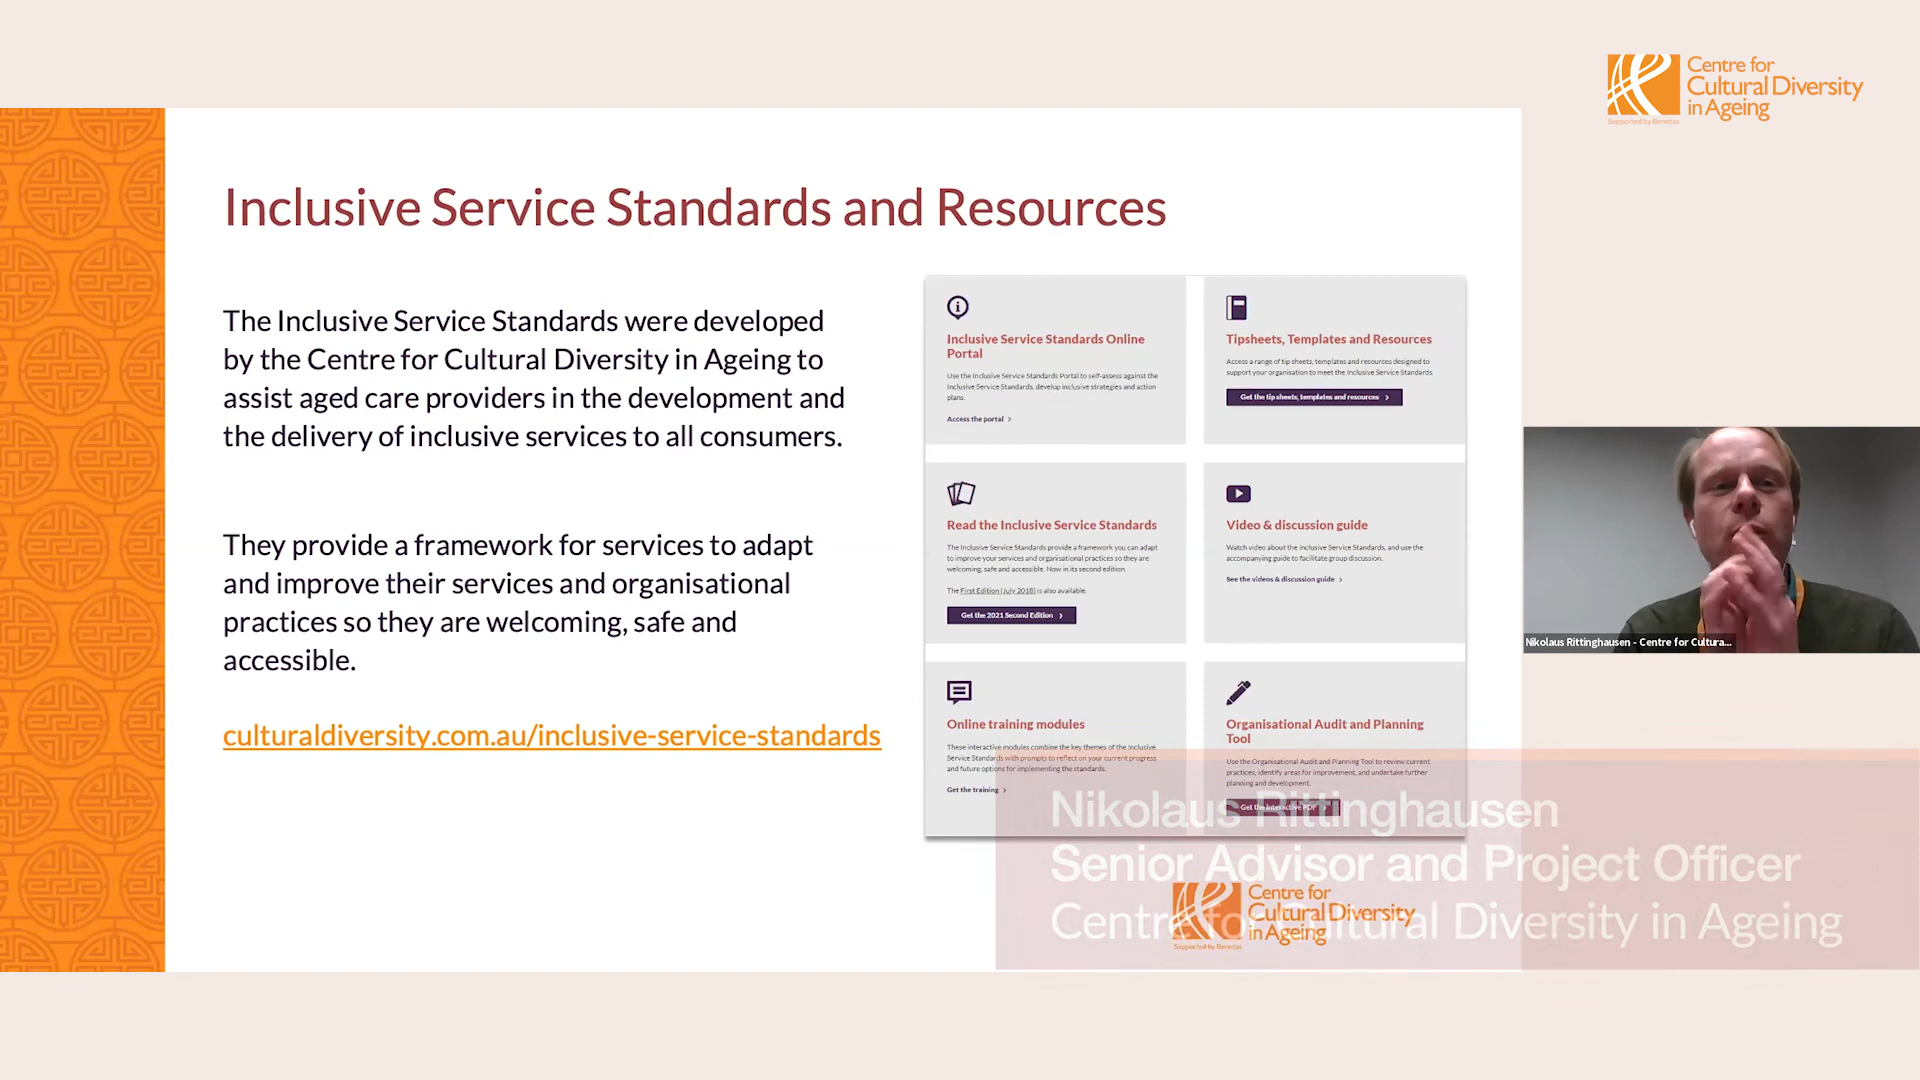 Centre for
Cultural Diversity
in Ageing
Supported by Benetas
Inclusive Service Standards and Resources
The Inclusive Service Standards were developed
by the Centre for Cultural Diversity in Ageing to
assist aged care providers in the development and
the delivery of inclusive services to all consumers.
They provide a framework for services to adapt
and improve their services and organisational
practices so they are welcoming, safe and
accessible.
culturaldiversity.com.au/inclusive-service-standards
Inclusive Service Standards Online
Portal
Use the Inclusive Service Standards Portal to self-assess against the
Inclusive Service Standards, develop inclusive strategies and action
plans.
Access the portal >
Tipsheets, Templates and Resources
Access a range of tip sheets, templates and resources designed to
support your organisation to meet the Inclusive Service Standards
Get the tip sheets, templates and resources >
Read the Inclusive Service Standards
The Inclusive Service Standards provide a framework you can adapt
to improve your services and organisational practices so they are
welcoming, safe and accessible. Now in its second edition.
The First Edition (July 2018) is also available.
Get the 2021 Second Edition >
Video & discussion guide
Watch video about the Inclusive Service Standards, and use the
accompanying guide to facilitate group discussion.
See the videos & discussion guide >
Online training modules
These interactive modules combine the key themes of the Inclusive
Service Standards with prompts to reflect on your current progress
and future options for implementing the standards.
Get the training >
Organisational Audit and Planning
Tool
Use the Organisational Audit and Planning Tool to review current
practices, identify areas for improvement, and undertake further
planning and development.
Get the interactive PDF >
Nikolaus Rittinghausen - Centre for Cultura...
Nikolaus Rittinghausen
Senior Advisor and Project Officer
Centre for Cultural Diversity in Ageing
Centre for
Cultural Diversity
in Ageing
Supported by Benetas